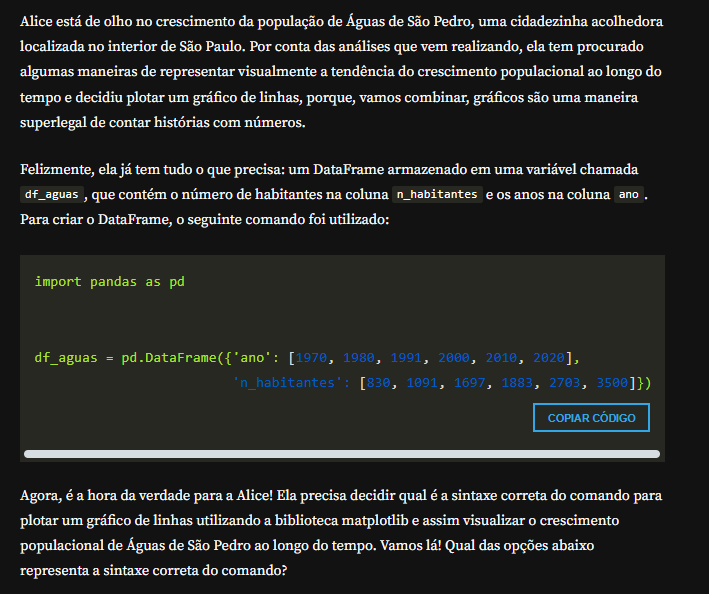 Alice está de olho no crescimento da população de Águas de São Pedro, uma cidadezinha acolhedora
localizada no interior de São Paulo. Por conta das análises que vem realizando, ela tem procurado
algumas maneiras de representar visualmente a tendência do crescimento populacional ao longo do
tempo e decidiu plotar um gráfico de linhas, porque, vamos combinar, gráficos são uma maneira
superlegal de contar histórias com números.
Felizmente, ela já tem tudo o que precisa: um DataFrame armazenado em uma variável chamada
df_aguas, que contém o número de habitantes na coluna n_habitantes e os anos na coluna ano.
Para criar o DataFrame, o seguinte comando foi utilizado:
import pandas as pd
df_aguas = pd.DataFrame({'ano': [1970, 1980, 1991, 2000, 2010, 2020],
'n_habitantes': [830, 1091, 1697, 1883, 2703, 3500]})
COPIAR CÓDIGO
Agora, é a hora da verdade para a Alice! Ela precisa decidir qual é a sintaxe correta do comando para
plotar um gráfico de linhas utilizando a biblioteca matplotlib e assim visualizar o crescimento
populacional de Águas de São Pedro ao longo do tempo. Vamos lá! Qual das opções abaixo
representa a sintaxe correta do comando?